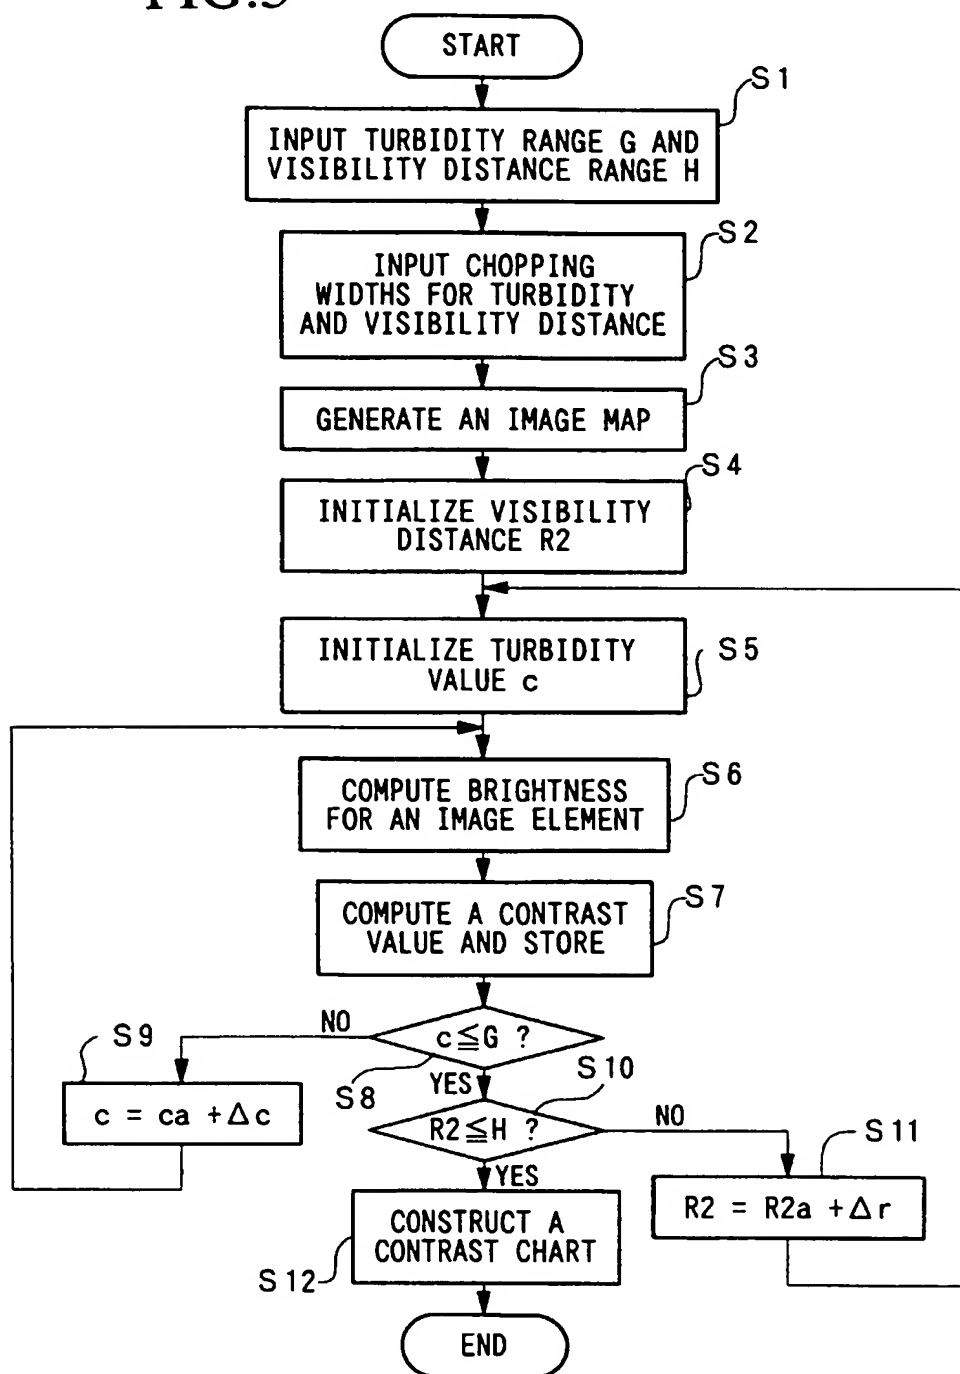 FIG.5
START
S1
INPUT TURBIDITY RANGE G AND
VISIBILITY DISTANCE RANGE H
S2
INPUT CHOPPING
WIDTHS FOR TURBIDITY
AND VISIBILITY DISTANCE
S3
GENERATE AN IMAGE MAP
S4
INITIALIZE VISIBILITY
DISTANCE R2
S5
INITIALIZE TURBIDITY
VALUE c
S6
COMPUTE BRIGHTNESS
FOR AN IMAGE ELEMENT
S7
COMPUTE A CONTRAST
VALUE AND STORE
NO
c≦G ?
S8
YES
S9
c = ca +Δc
S10
R2≦H ?
NO
YES
S11
R2 = R2a +Δr
CONSTRUCT A
CONTRAST CHART
S12
END